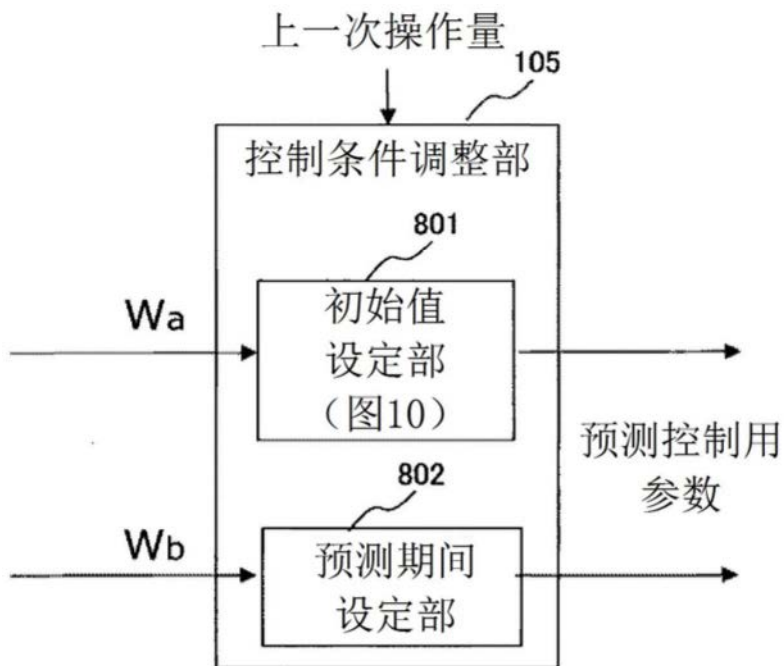 上一次操作量
105
控制条件调整部
801
初始值
设定部
（图10）
Wa
预测控制用
参数
802
预测期间
设定部
Wb